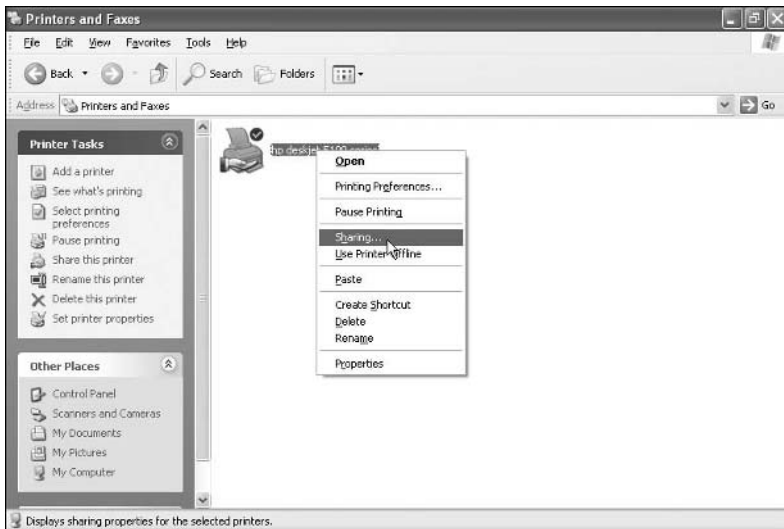 Printers and Faxes
File Edit View Favorites Tools Help
Back Search Folders
Address Printers and Faxes Go
Printer Tasks
Add a printer
See what's printing
Select printing
preferences
Pause printing
Share this printer
Rename this printer
Delete this printer
Set printer properties
Other Places
Control Panel
Scanners and Cameras
My Documents
My Pictures
My Computer
hp deskjet 5100 series
Open
Printing Preferences...
Pause Printing
Sharing...
Use Printer Offline
Paste
Create Shortcut
Delete
Rename
Properties
Displays sharing properties for the selected printers.